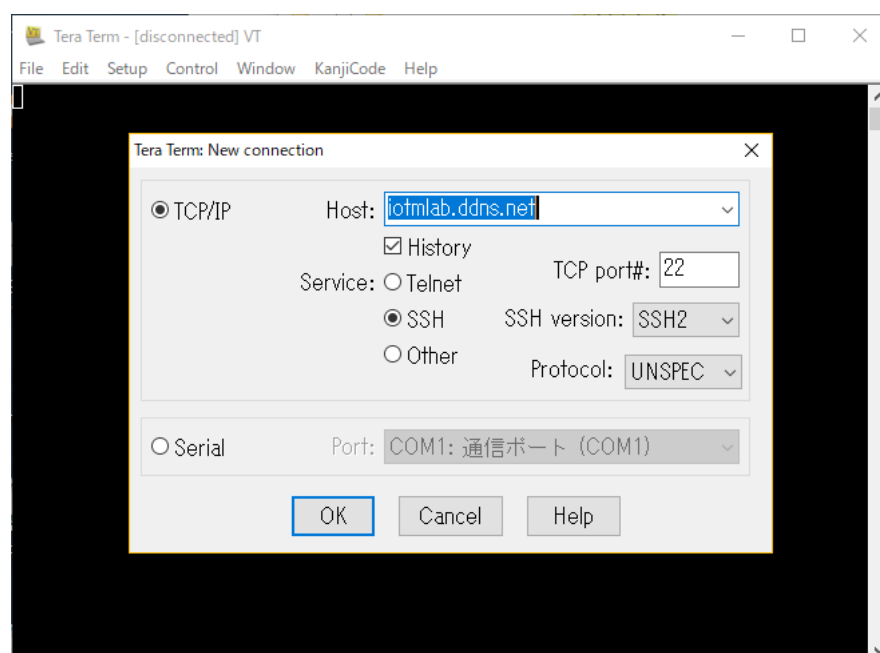 Tera Term - [disconnected] VT
File Edit Setup Control Window KanjiCode Help
Tera Term: New connection
TCP/IP Host: iotmlab.ddns.net
History
Service: Telnet TCP port#: 22
SSH SSH version: SSH2
Other Protocol: UNSPEC
Serial Port: COM1: 通信ポート (COM1)
OK Cancel Help